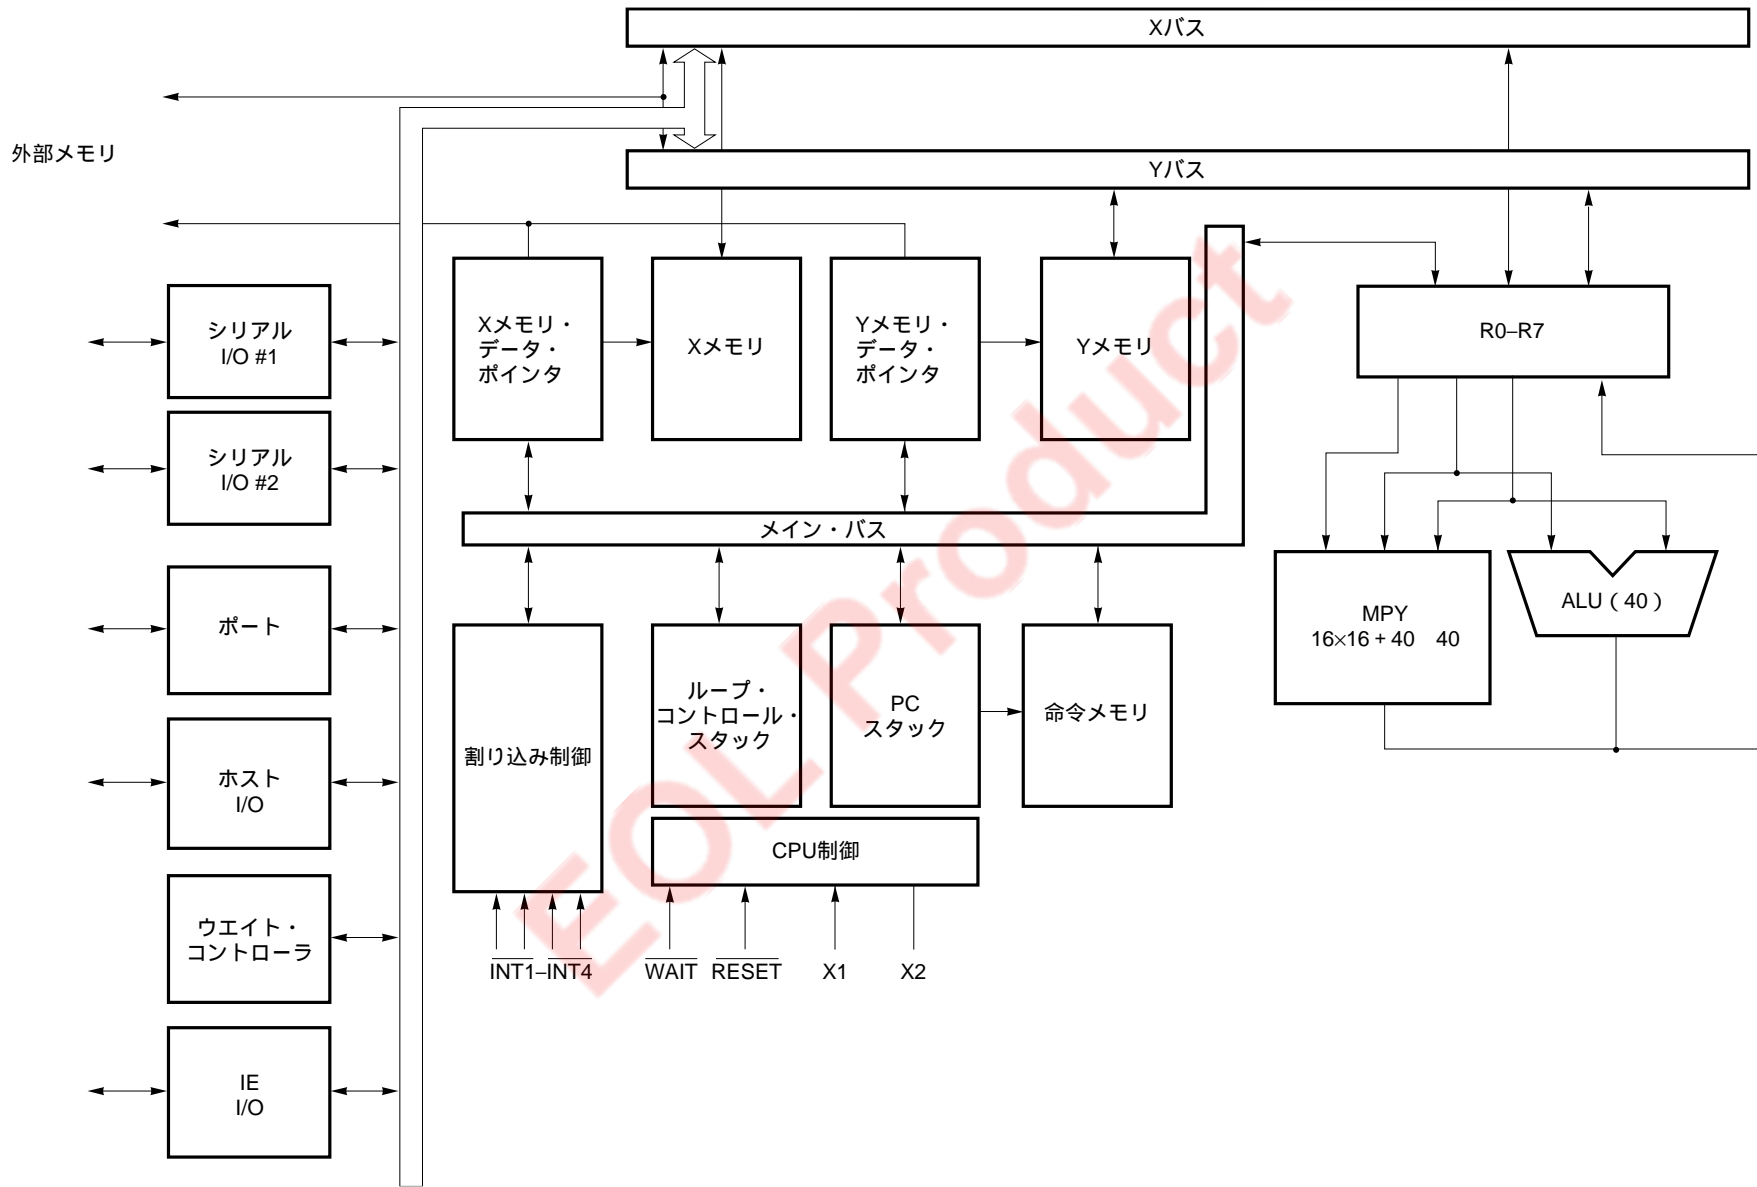 Xバス
外部メモリ
Yバス
シリアル
I/O #1
Xメモリ・
データ・
ポインタ
Xメモリ
Yメモリ・
データ・
ポインタ
Yメモリ
R0–R7
シリアル
I/O #2
メイン・バス
MPY
16×16 + 40 40
ALU ( 40 )
ポート
割り込み制御
ループ・
コントロール・
スタック
PC
スタック
命令メモリ
ホスト
I/O
CPU制御
ウエイト・
コントローラ
INT1–INT4
WAIT
RESET
X1
X2
IE
I/O
EOL Product